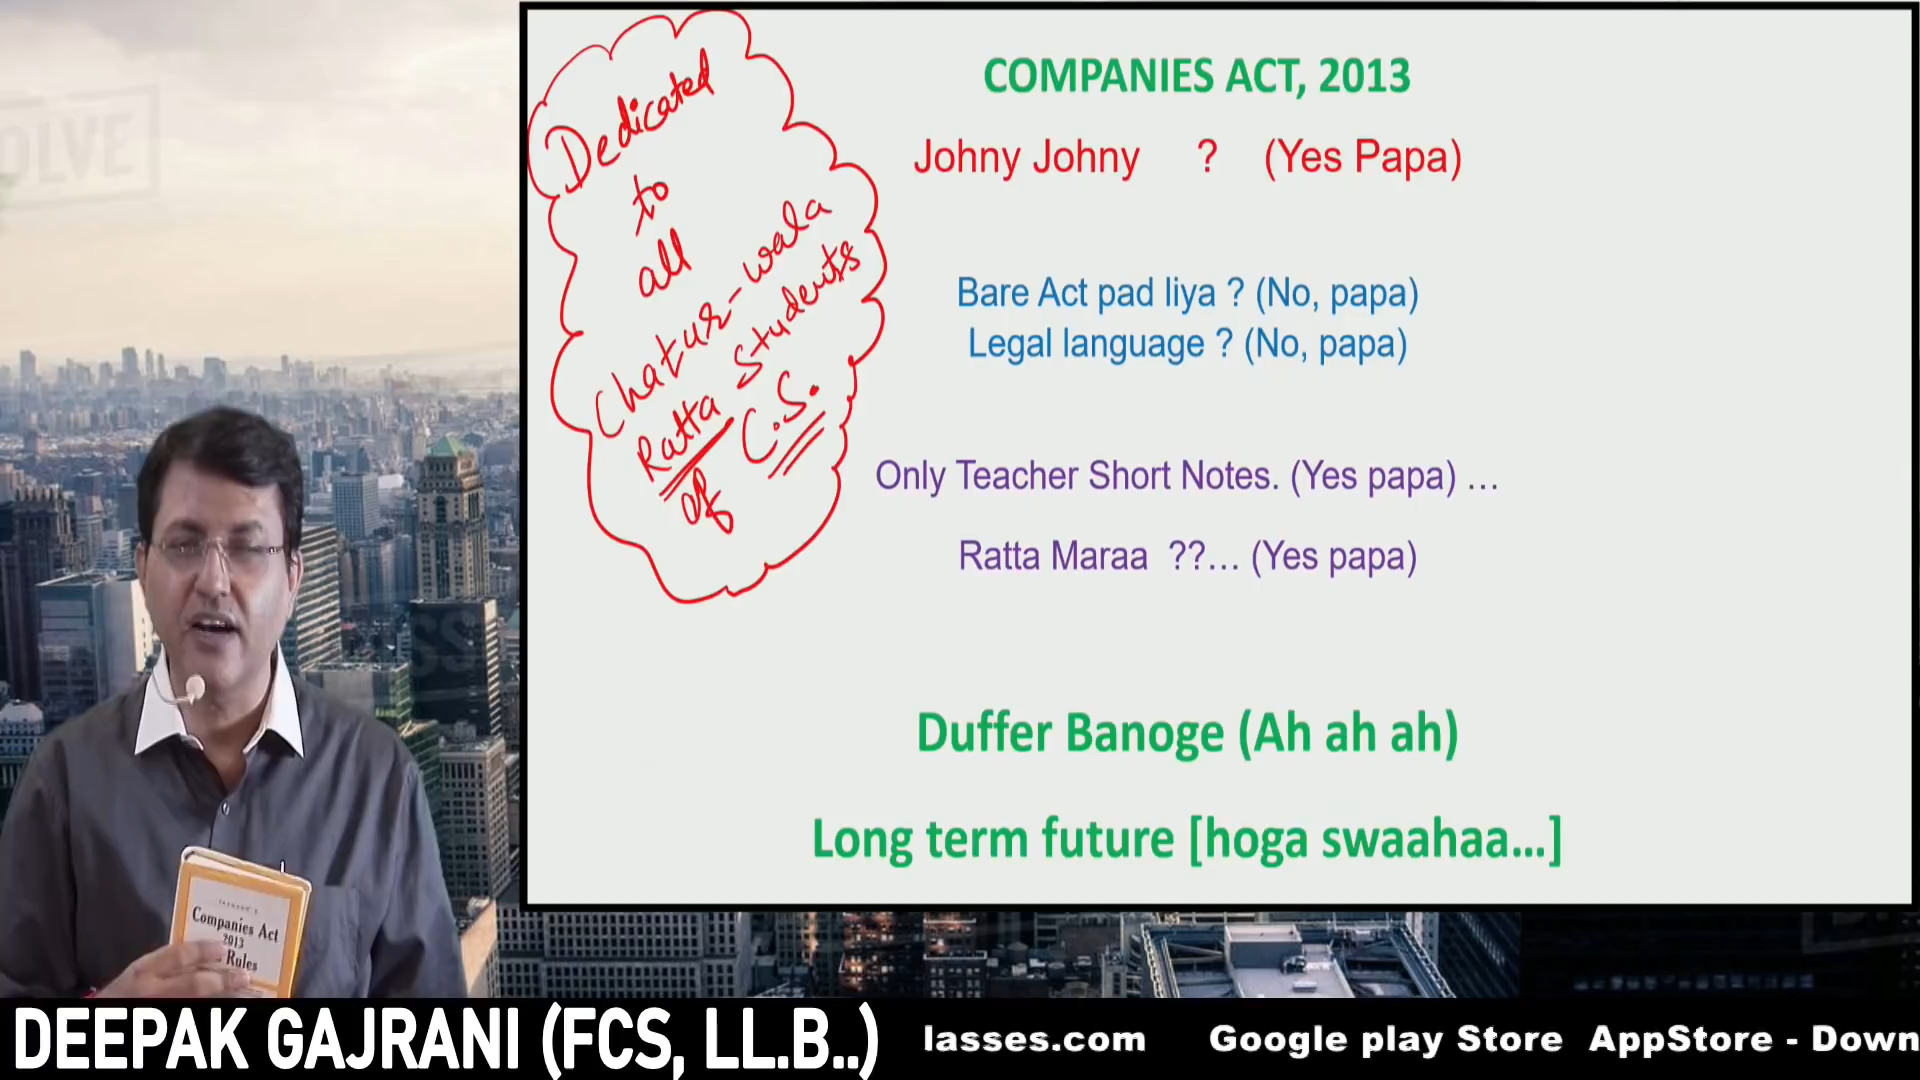 OLVE
Dedicated
to
all
Chatur-wala
Ratta Students
of C.S.
COMPANIES ACT, 2013
Johny Johny ? (Yes Papa)
Bare Act pad liya ? (No, papa)
Legal language ? (No, papa)
Only Teacher Short Notes. (Yes papa) ...
Ratta Maraa ??... (Yes papa)
Duffer Banoge (Ah ah ah)
Long term future [hoga swaahaa...]
Companies Act
2013
Rules
DEEPAK GAJRANI (FCS, LL.B..)
lasses.com Google play Store AppStore - Down